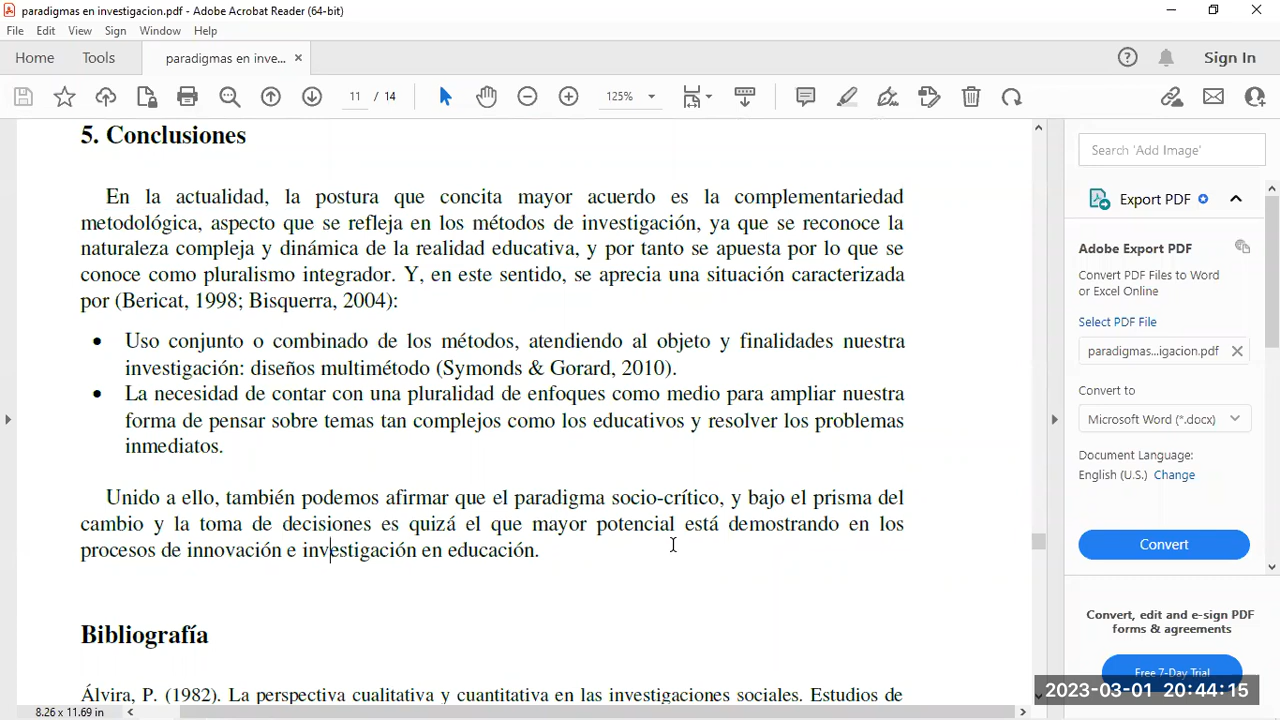 paradigmas en investigacion.pdf - Adobe Acrobat Reader (64-bit)
File Edit View Sign Window Help
Home Tools paradigmas en inve... × Sign In
11 / 14 125%
5. Conclusiones
En la actualidad, la postura que concita mayor acuerdo es la complementariedad
metodológica, aspecto que se refleja en los métodos de investigación, ya que se reconoce la
naturaleza compleja y dinámica de la realidad educativa, y por tanto se apuesta por lo que se
conoce como pluralismo integrador. Y, en este sentido, se aprecia una situación caracterizada
por (Bericat, 1998; Bisquerra, 2004):
• Uso conjunto o combinado de los métodos, atendiendo al objeto y finalidades nuestra
investigación: diseños multimétodo (Symonds & Gorard, 2010).
• La necesidad de contar con una pluralidad de enfoques como medio para ampliar nuestra
forma de pensar sobre temas tan complejos como los educativos y resolver los problemas
inmediatos.
Unido a ello, también podemos afirmar que el paradigma socio-crítico, y bajo el prisma del
cambio y la toma de decisiones es quizá el que mayor potencial está demostrando en los
procesos de innovación e investigación en educación.
Bibliografía
Álvira, P. (1982). La perspectiva cualitativa y cuantitativa en las investigaciones sociales. Estudios de
8.26 x 11.69 in
Search 'Add Image'
Export PDF
Adobe Export PDF
Convert PDF Files to Word
or Excel Online
Select PDF File
paradigmas...igacion.pdf
Convert to
Microsoft Word (*.docx)
Document Language:
English (U.S.) Change
Convert
Convert, edit and e-sign PDF
forms & agreements
Free 7-Day Trial
2023-03-01 20:44:15